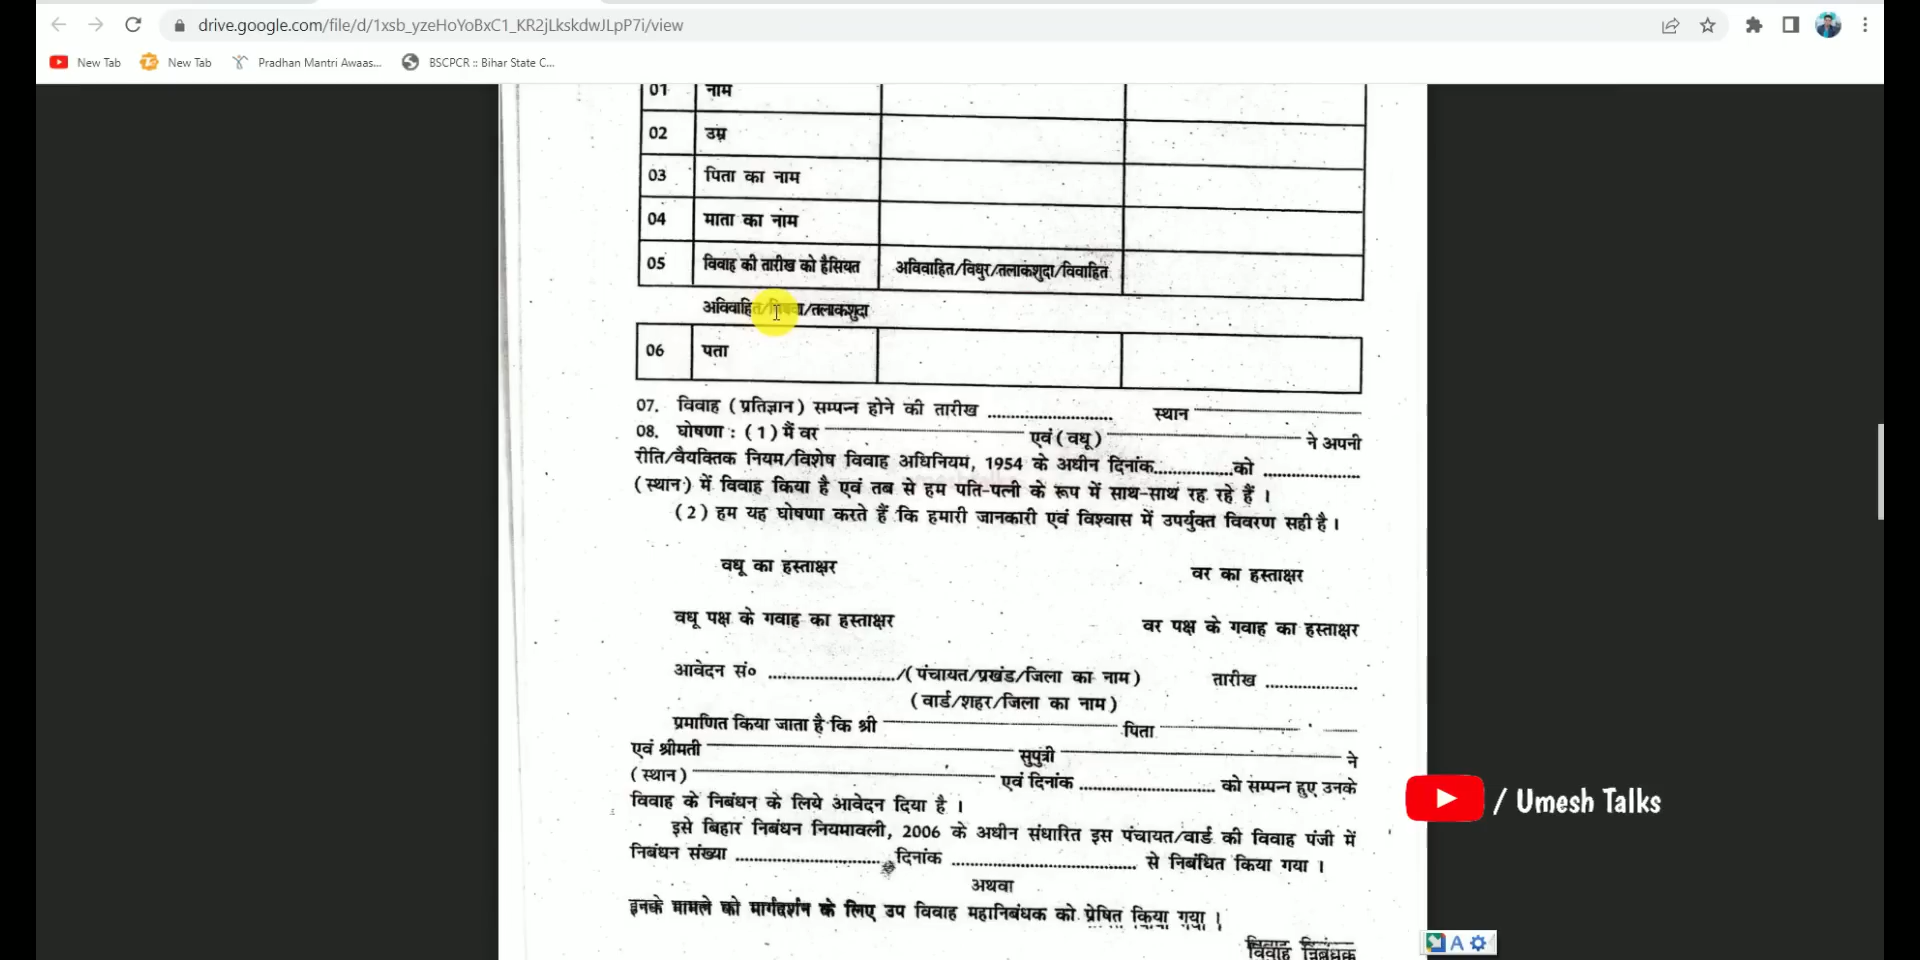 drive.google.com/file/d/1xsb_yzeHoYoBxC1_KR2jLkskdwJLpP7i/view
New Tab New Tab Pradhan Mantri Awaas... BSCPCR :: Bihar State C...
01 नाम
02 उम्र
03 पिता का नाम
04 माता का नाम
05 विवाह की तारीख को हैसियत अविवाहित/विधुर/तलाकशुदा/विवाहित
अविवाहित/विधवा/तलाकशुदा
06 पता
07. विवाह (प्रतिज्ञान) सम्पन्न होने की तारीख ........................ स्थान
08. घोषणा : (1) मैं वर एवं (वधू) ने अपनी
रीति/वैयक्तिक नियम/विशेष विवाह अधिनियम, 1954 के अधीन दिनांक...............को ..................
(स्थान) में विवाह किया है एवं तब से हम पति-पत्नी के रूप में साथ-साथ रह रहे हैं ।
(2) हम यह घोषणा करते हैं कि हमारी जानकारी एवं विश्वास में उपर्युक्त विवरण सही है ।
वधू का हस्ताक्षर वर का हस्ताक्षर
वधू पक्ष के गवाह का हस्ताक्षर वर पक्ष के गवाह का हस्ताक्षर
आवेदन सं० ......................../(पंचायत/प्रखंड/जिला का नाम) तारीख .................
(वार्ड/शहर/जिला का नाम)
प्रमाणित किया जाता है कि श्री पिता
एवं श्रीमती सुपुत्री ने
(स्थान) एवं दिनांक ......................... को सम्पन्न हुए उनके
विवाह के निबंधन के लिये आवेदन दिया है ।
इसे बिहार निबंधन नियमावली, 2006 के अधीन संधारित इस पंचायत/वार्ड की विवाह पंजी में
निबंधन संख्या ........................... दिनांक .................................. से निबंधित किया गया ।
अथवा
इनके मामले को मार्गदर्शन के लिए उप विवाह महानिबंधक को प्रेषित किया गया ।
विवाह निबंधक
/ Umesh Talks
A